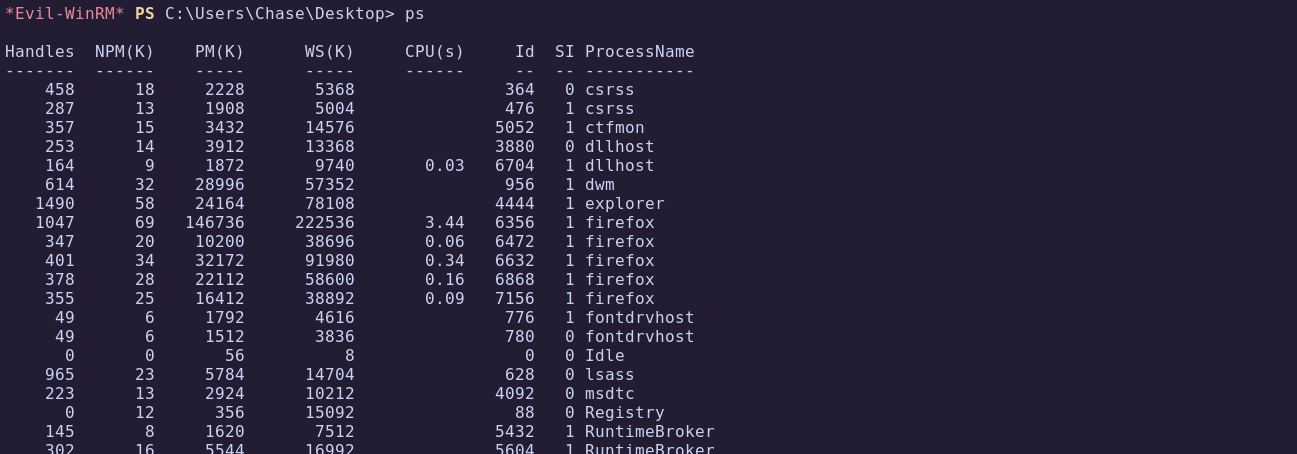 *Evil-WinRM* PS C:\Users\Chase\Desktop> ps
Handles  NPM(K)    PM(K)      WS(K)     CPU(s)     Id  SI ProcessName
-------  ------    -----      -----     ------     --  -- -----------
    458      18     2228       5368               364   0 csrss
    287      13     1908       5004               476   1 csrss
    357      15     3432      14576              5052   1 ctfmon
    253      14     3912      13368              3880   0 dllhost
    164       9     1872       9740       0.03   6704   1 dllhost
    614      32    28996      57352               956   1 dwm
   1490      58    24164      78108              4444   1 explorer
   1047      69   146736     222536       3.44   6356   1 firefox
    347      20    10200      38696       0.06   6472   1 firefox
    401      34    32172      91980       0.34   6632   1 firefox
    378      28    22112      58600       0.16   6868   1 firefox
    355      25    16412      38892       0.09   7156   1 firefox
     49       6     1792       4616               776   1 fontdrvhost
     49       6     1512       3836               780   0 fontdrvhost
      0       0       56          8                 0   0 Idle
    965      23     5784      14704               628   0 lsass
    223      13     2924      10212              4092   0 msdtc
      0      12      356      15092                88   0 Registry
    145       8     1620       7512              5432   1 RuntimeBroker
    302      16     5544      16992              5604   1 RuntimeBroker